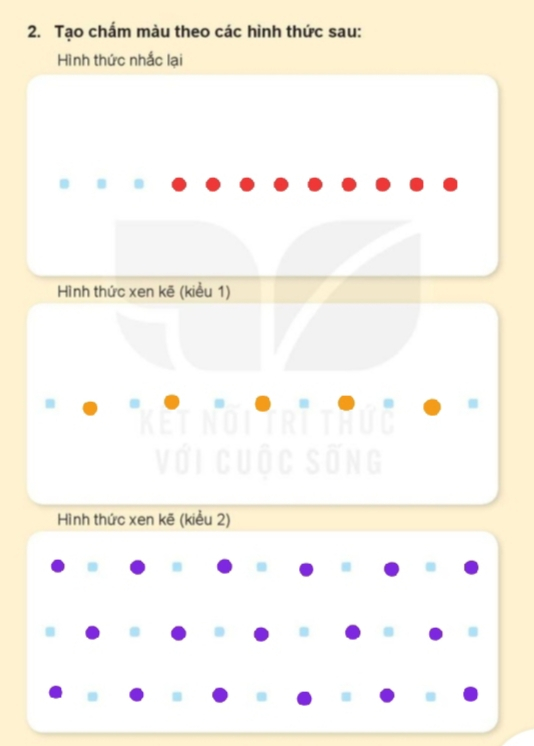 2. Tạo chấm màu theo các hình thức sau:
Hình thức nhắc lại
Hình thức xen kẽ (kiểu 1)
KẾT NỐI TRI THỨC
VỚI CUỘC SỐNG
Hình thức xen kẽ (kiểu 2)